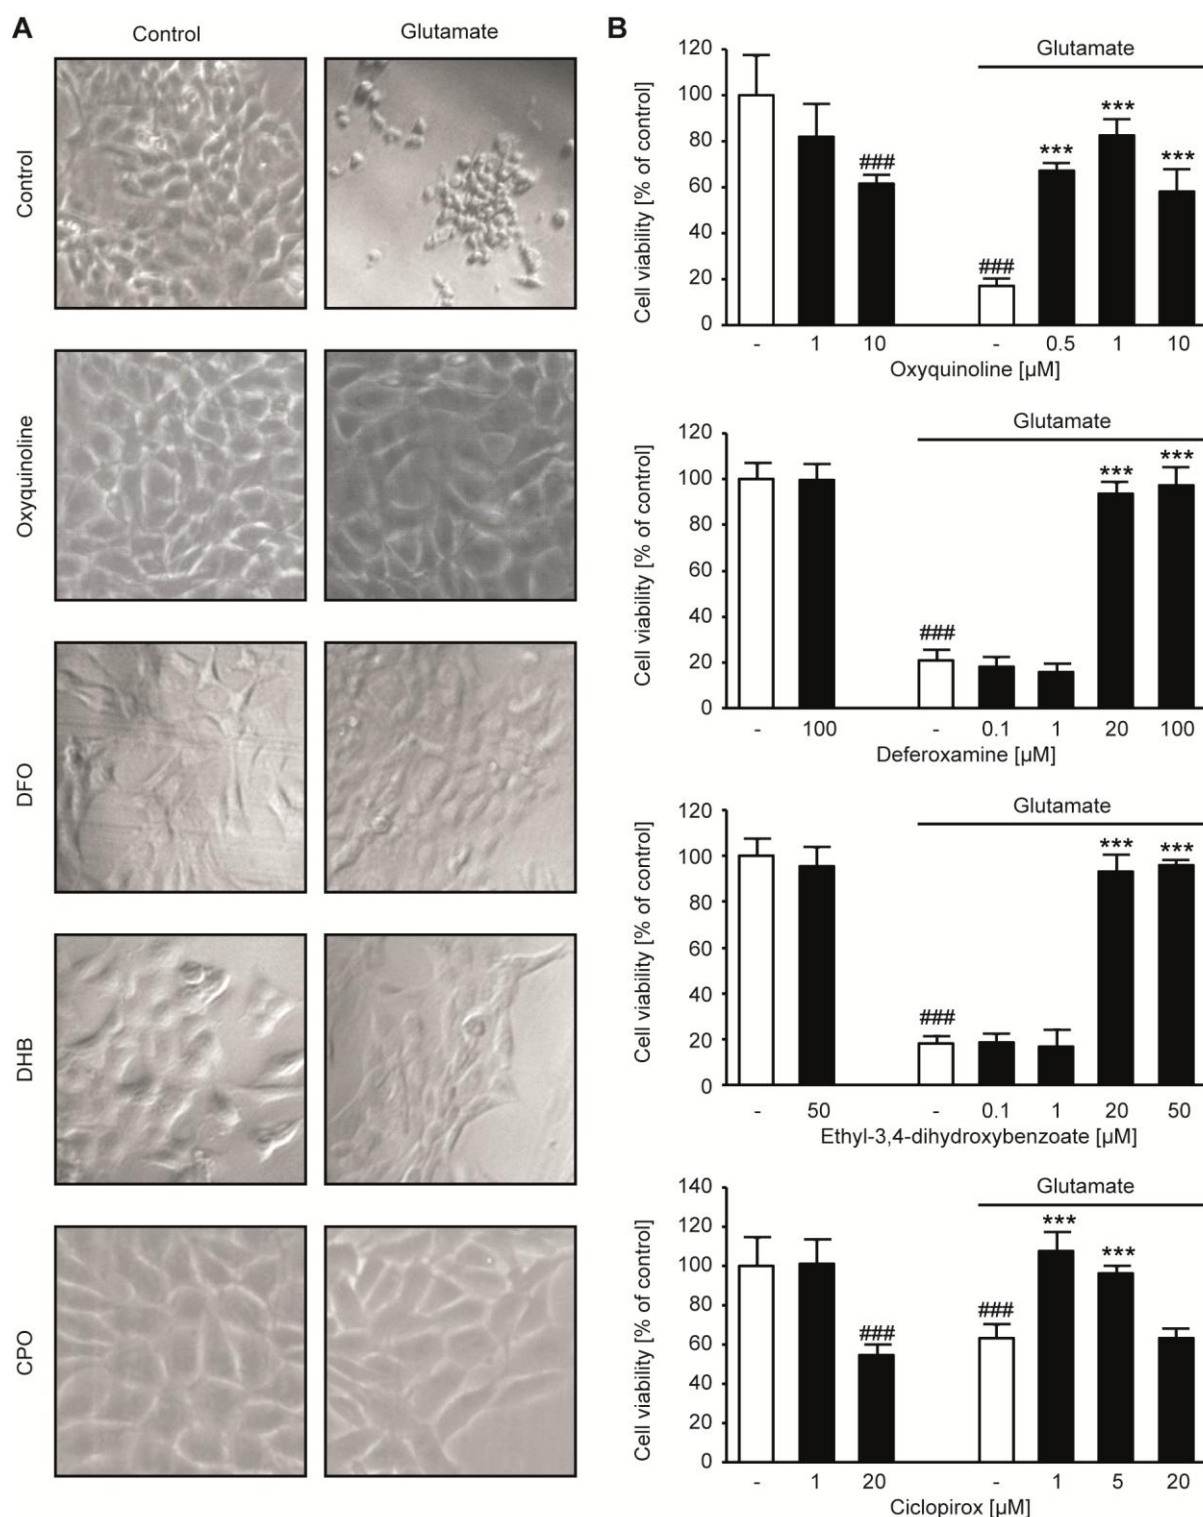 A
Control
Glutamate
Control
Oxyquinoline
DFO
DHB
CPO
B
Glutamate
Cell viability [% of control]
120
100
80
60
40
20
0
###
###
***
***
***
- 1 10 - 0.5 1 10
Oxyquinoline [µM]
Glutamate
Cell viability [% of control]
120
100
80
60
40
20
0
###
***
***
- 100 - 0.1 1 20 100
Deferoxamine [µM]
Glutamate
Cell viability [% of control]
120
100
80
60
40
20
0
###
***
***
- 50 - 0.1 1 20 50
Ethyl-3,4-dihydroxybenzoate [µM]
Glutamate
Cell viability [% of control]
140
120
100
80
60
40
20
0
###
###
***
***
- 1 20 - 1 5 20
Ciclopirox [µM]